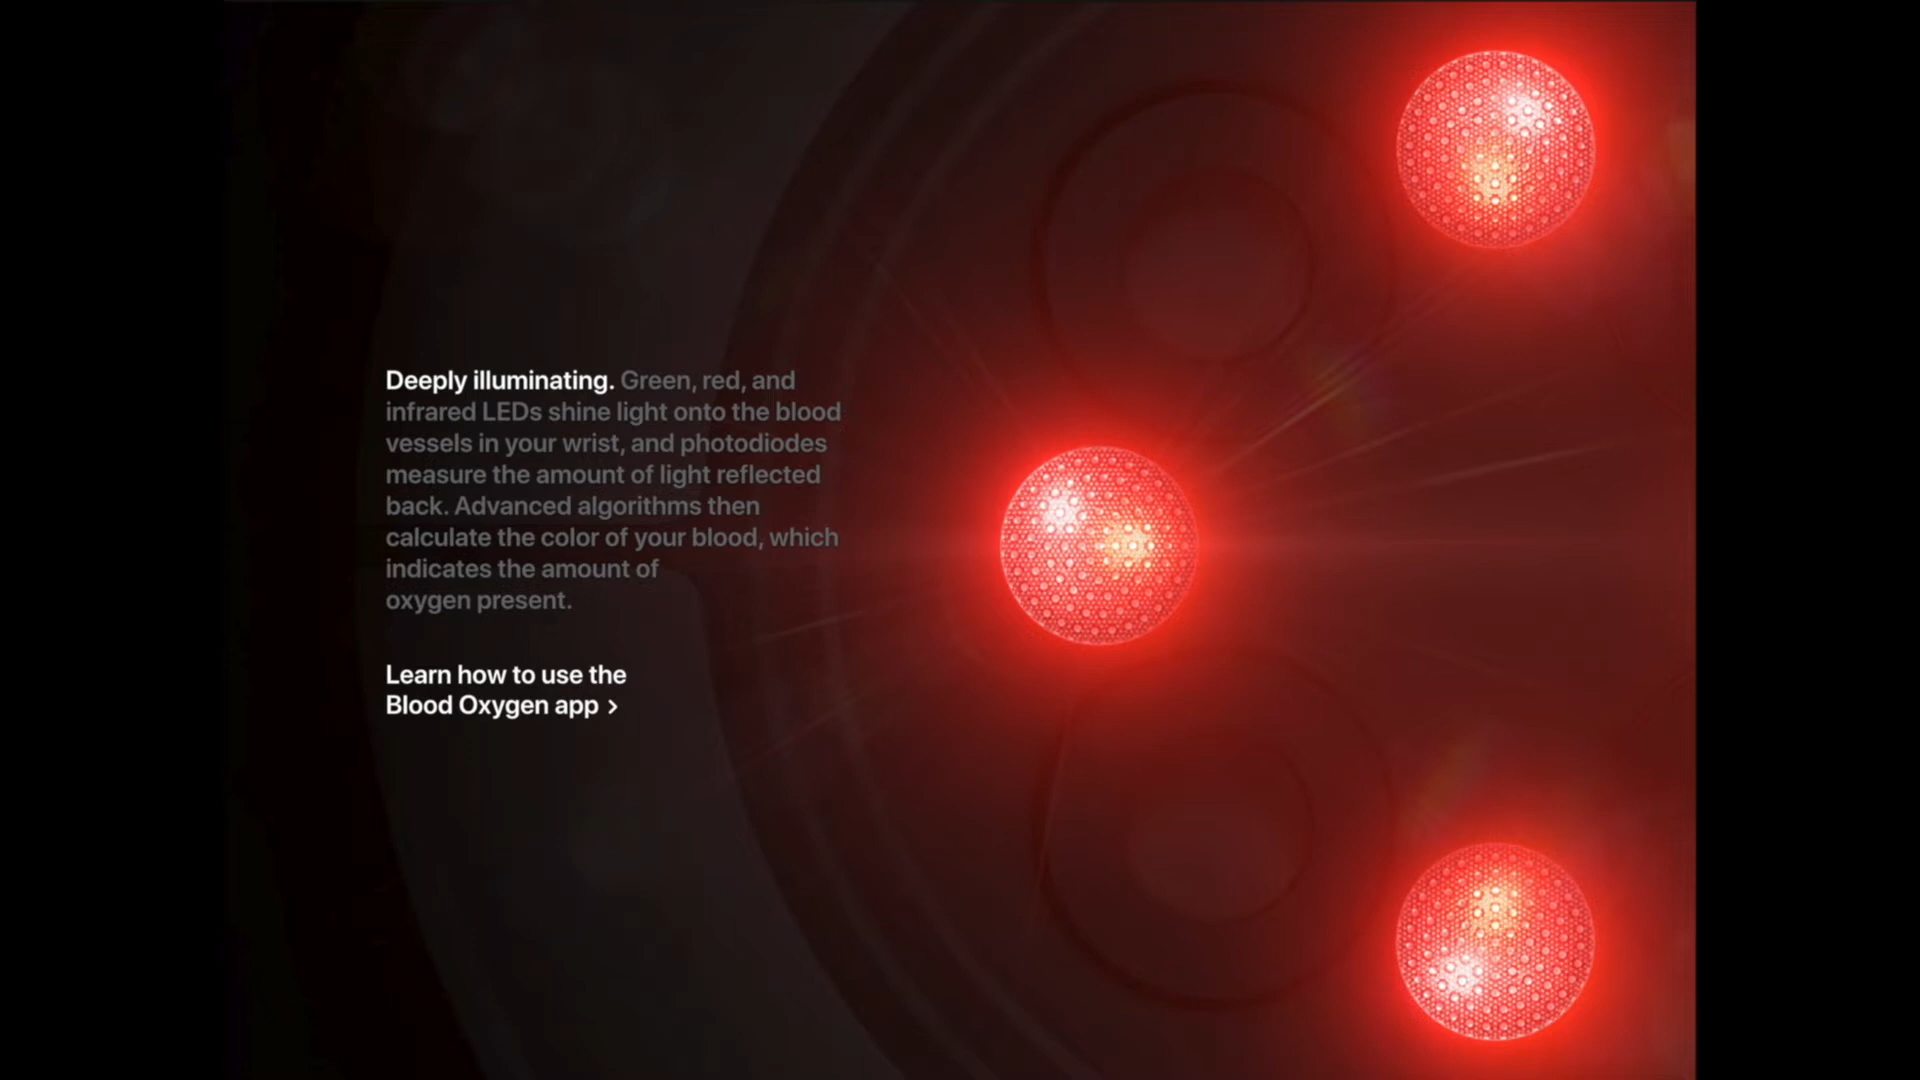 Deeply illuminating. Green, red, and
infrared LEDs shine light onto the blood
vessels in your wrist, and photodiodes
measure the amount of light reflected
back. Advanced algorithms then
calculate the color of your blood, which
indicates the amount of
oxygen present.
Learn how to use the
Blood Oxygen app >